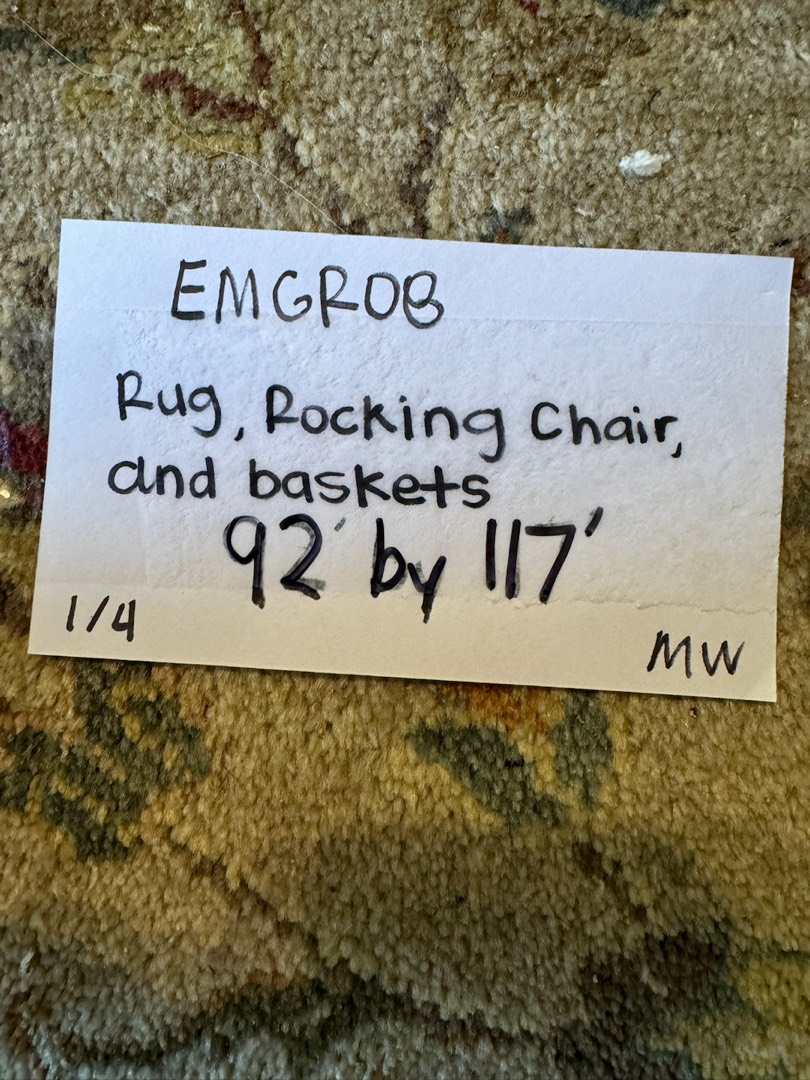 EMGROB
Rug, Rocking Chair,
and baskets
92' by 117'
1/4
MW